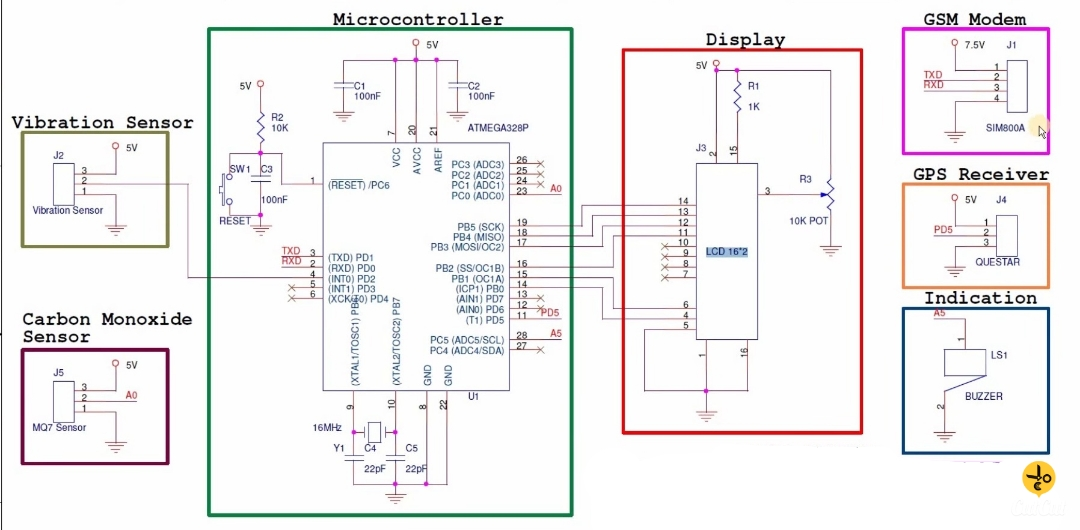 Microcontroller
5V
C1
100nF
C2
100nF
5V
R2
10K
SW1
C3
100nF
RESET
ATMEGA328P
7
20
21
VCC
AVCC
AREF
1
(RESET) /PC6
PC3 (ADC3)
26
PC2 (ADC2)
25
PC1 (ADC1)
24
PC0 (ADC0)
23
A0
PB5 (SCK)
19
PB4 (MISO)
18
PB3 (MOSI/OC2)
17
TXD
3
(TXD) PD1
RXD
2
(RXD) PD0
4
(INT0) PD2
5
(INT1) PD3
6
(XCK/T0) PD4
PB2 (SS/OC1B)
16
PB1 (OC1A)
15
(ICP1) PB0
14
(AIN1) PD7
13
(AIN0) PD6
12
(T1) PD5
11
PD5
PC5 (ADC5/SCL)
28
A5
PC4 (ADC4/SDA)
27
(XTAL1/TOSC1) PB6
(XTAL2/TOSC2) PB7
GND
GND
9
10
8
22
U1
16MHz
Y1
C4
22pF
C5
22pF
Vibration Sensor
J2
5V
3
2
1
Vibration Sensor
Carbon Monoxide
Sensor
J5
5V
3
2
A0
1
MQ7 Sensor
Display
5V
R1
1K
J3
2
15
14
13
12
11
10
9
8
7
6
4
5
3
LCD 16*2
R3
10K POT
1
16
GSM Modem
7.5V
J1
1
TXD
2
RXD
3
4
SIM800A
GPS Receiver
5V
J4
1
PD5
2
3
QUESTAR
Indication
A5
1
LS1
BUZZER
2